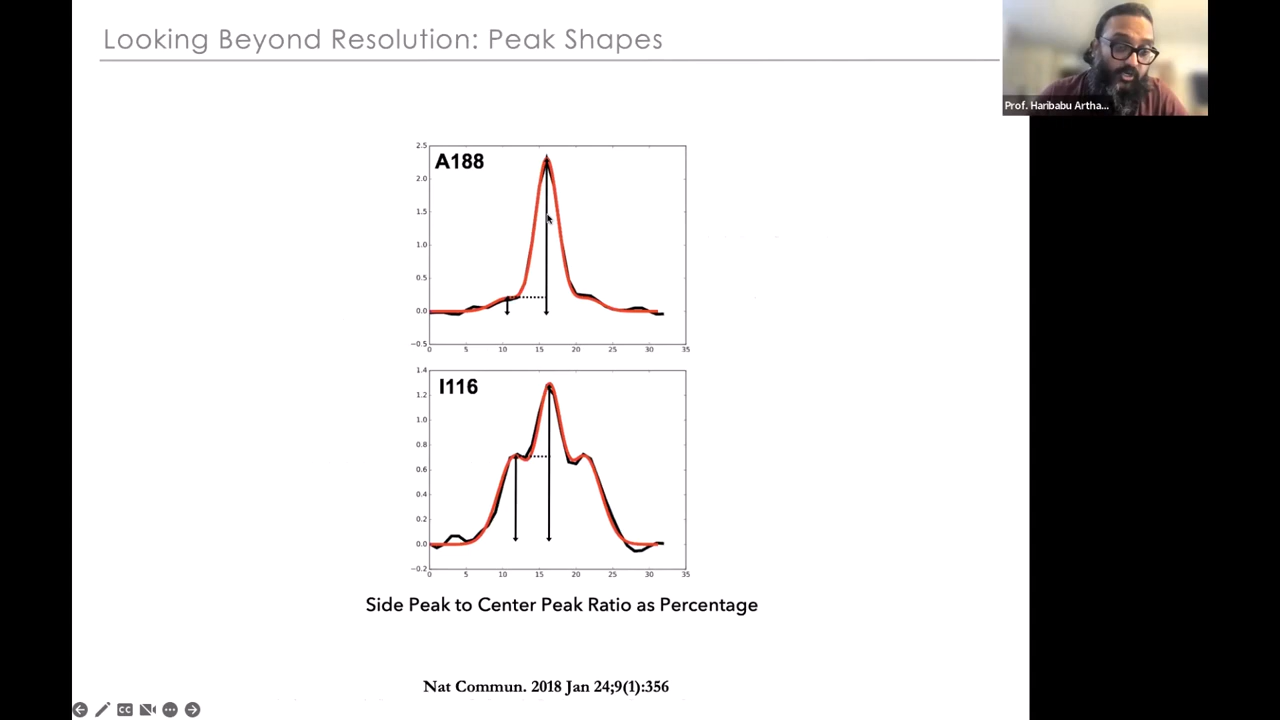 Looking Beyond Resolution: Peak Shapes
Prof. Haribabu Artha...
A188
2.5
2.0
1.5
1.0
0.5
0.0
−0.5
0 5 10 15 20 25 30 35
I116
1.4
1.2
1.0
0.8
0.6
0.4
0.2
0.0
−0.2
0 5 10 15 20 25 30 35
Side Peak to Center Peak Ratio as Percentage
Nat Commun. 2018 Jan 24;9(1):356
CC